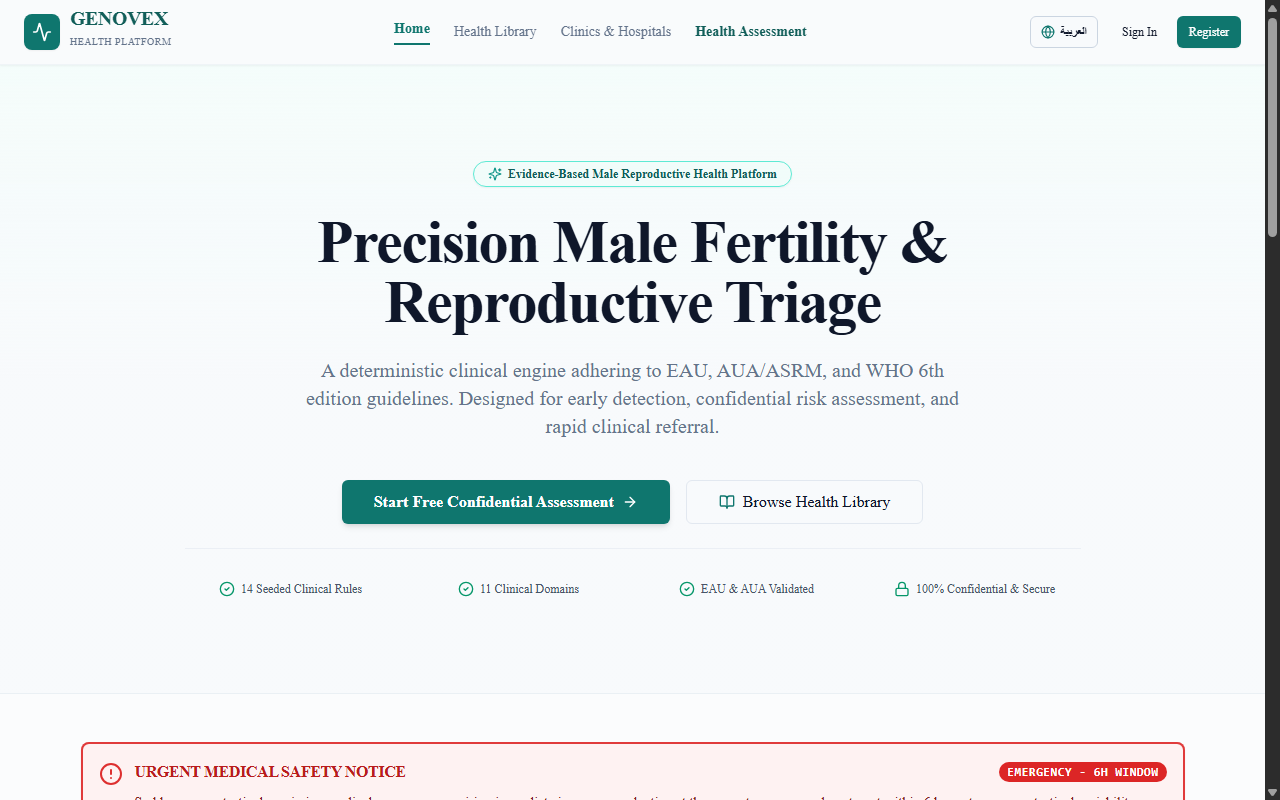 GENOVEX
HEALTH PLATFORM
Home
Health Library
Clinics & Hospitals
Health Assessment
العربية
Sign In
Register
Evidence-Based Male Reproductive Health Platform
Precision Male Fertility &
Reproductive Triage
A deterministic clinical engine adhering to EAU, AUA/ASRM, and WHO 6th
edition guidelines. Designed for early detection, confidential risk assessment, and
rapid clinical referral.
Start Free Confidential Assessment
Browse Health Library
14 Seeded Clinical Rules
11 Clinical Domains
EAU & AUA Validated
100% Confidential & Secure
URGENT MEDICAL SAFETY NOTICE
EMERGENCY - 6H WINDOW